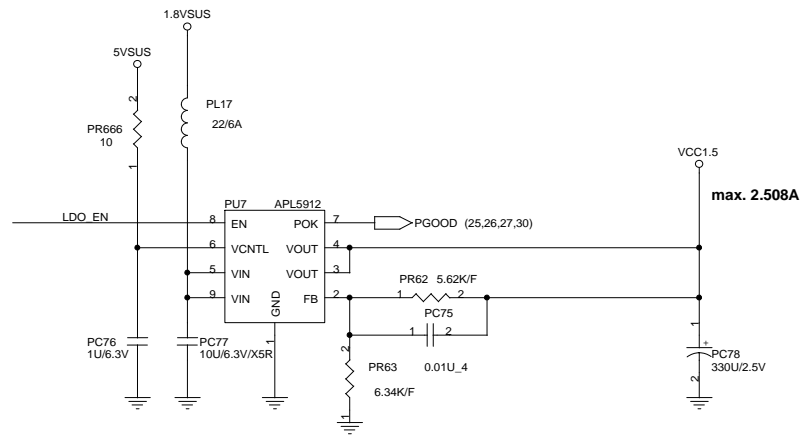 1.8VSUS
5VSUS
PL17
22/6A
2
PR666
10
1
VCC1.5
max. 2.508A
PU7 APL5912
LDO_EN
8 EN POK 7 PGOOD (25,26,27,30)
6 VCNTL VOUT 4
5 VIN VOUT 3
PR62 5.62K/F
9 VIN FB 2 1 2
GND
PC75
1 1 2 1
PC76
1U/6.3V
PC77
10U/6.3V/X5R
2
PR63
6.34K/F
1
0.01U_4
+
PC78
330U/2.5V
2